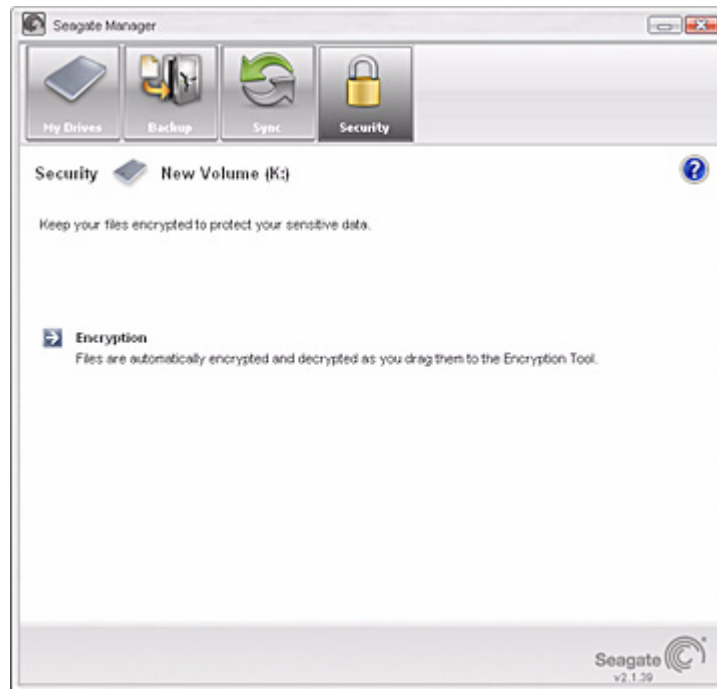 Seagate Manager
My Drives Backup Sync Security
Security New Volume (K:)
Keep your files encrypted to protect your sensitive data.
Encryption
Files are automatically encrypted and decrypted as you drag them to the Encryption Tool.
Seagate
v2.1.39